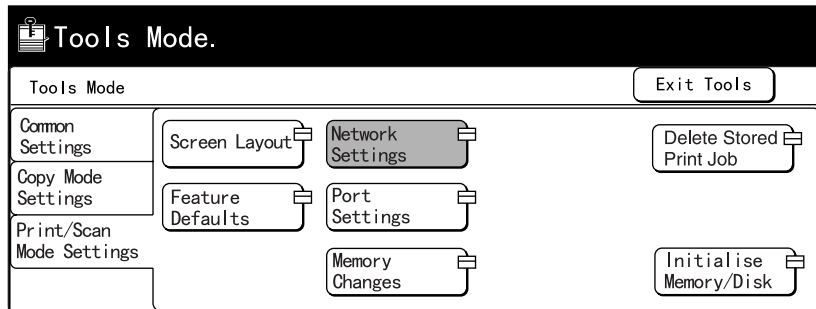 Tools Mode.
Tools Mode
Exit Tools
Common
Settings
Copy Mode
Settings
Print/Scan
Mode Settings
Screen Layout
Network
Settings
Delete Stored
Print Job
Feature
Defaults
Port
Settings
Memory
Changes
Initialise
Memory/Disk